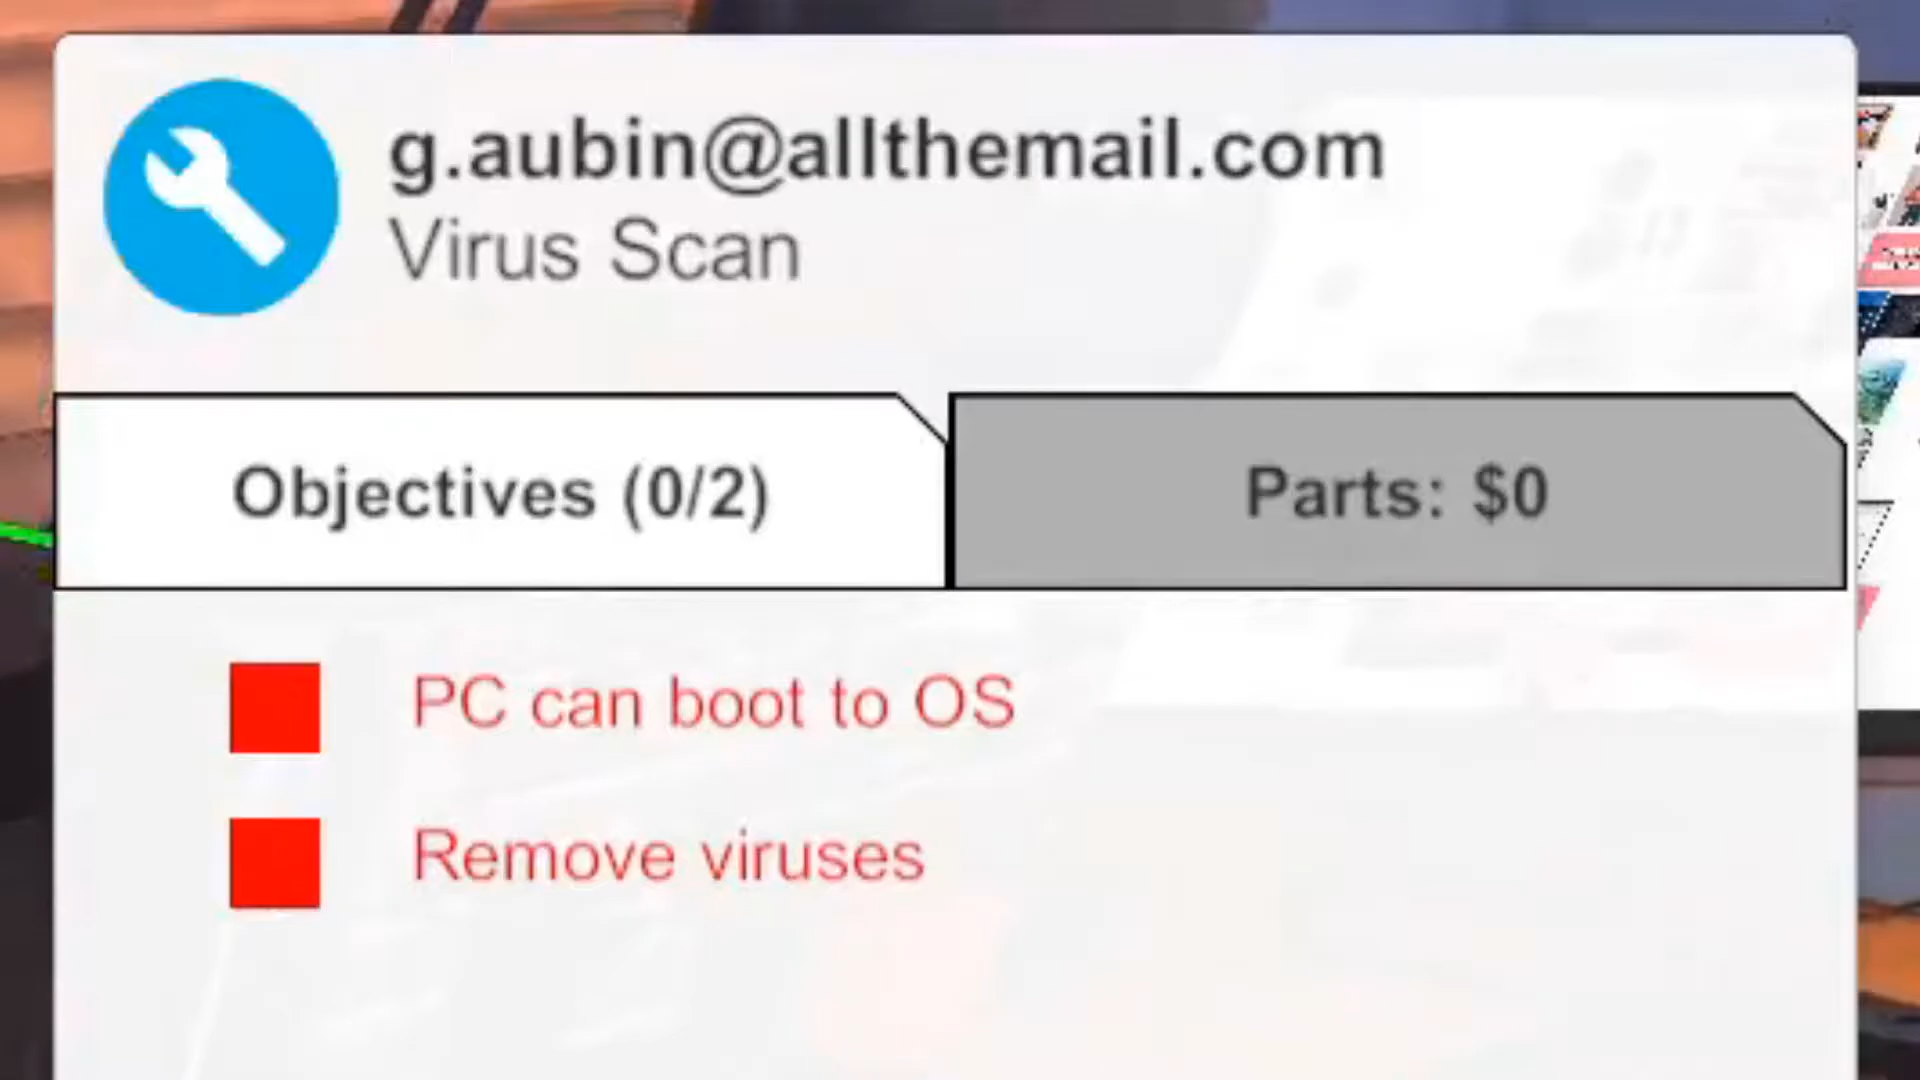 g.aubin@allthemail.com
Virus Scan
Objectives (0/2)
Parts: $0
PC can boot to OS
Remove viruses